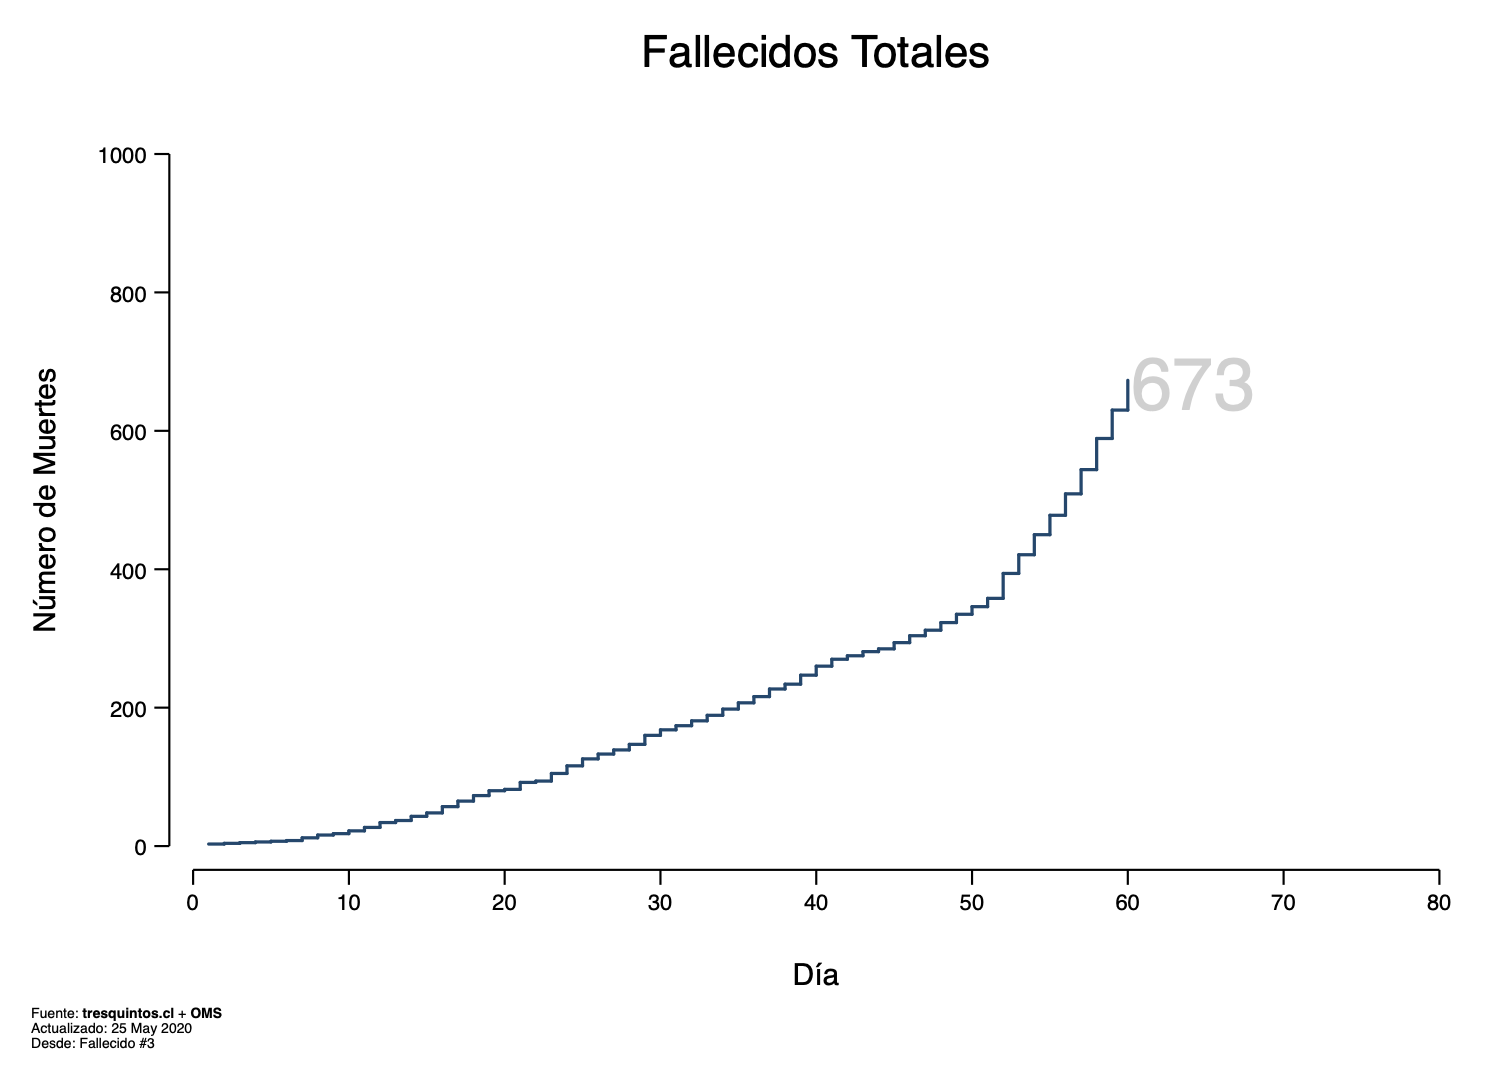 Fallecidos Totales
1000
800
600
400
200
0
Número de Muertes
673
0 10 20 30 40 50 60 70 80
Día
Fuente: tresquintos.cl + OMS
Actualizado: 25 May 2020
Desde: Fallecido #3